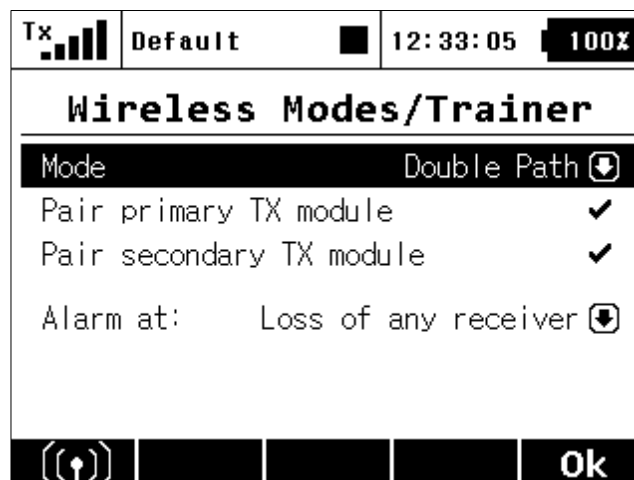 Tx Default 12:33:05 100%
Wireless Modes/Trainer
Mode Double Path
Pair primary TX module
Pair secondary TX module
Alarm at: Loss of any receiver
Ok